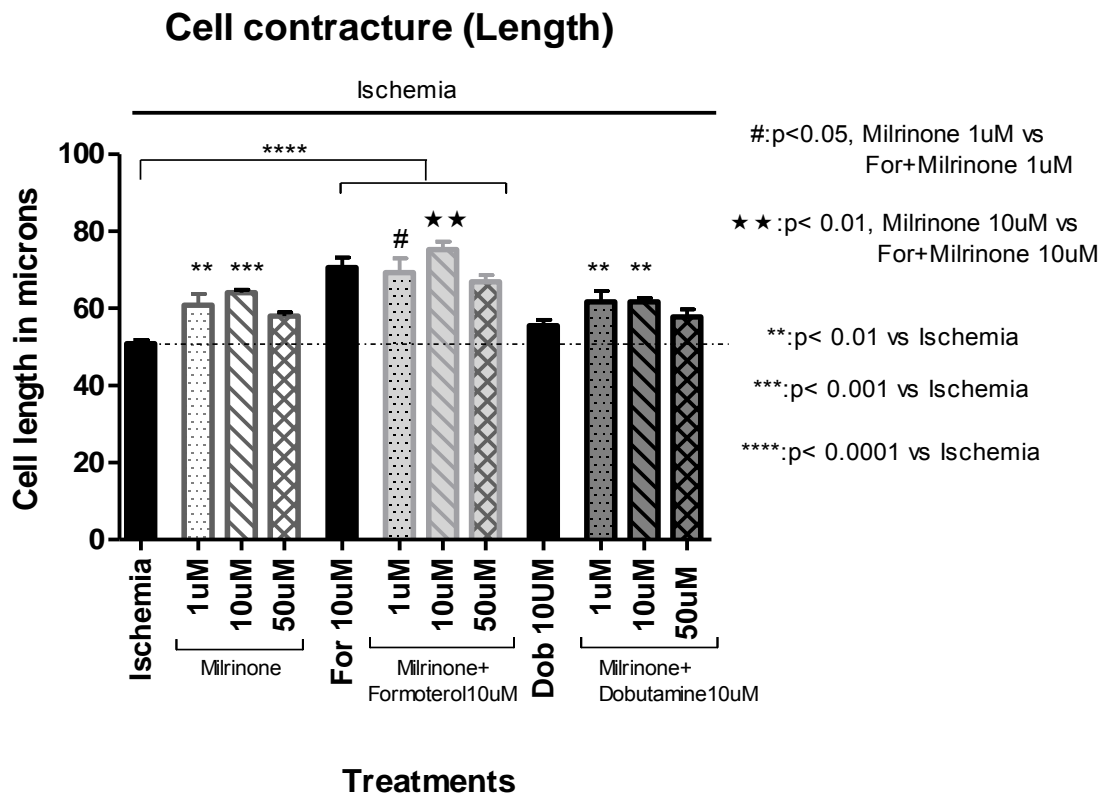 Cell contracture (Length)
Ischemia
#:p<0.05, Milrinone 1uM vs
For+Milrinone 1uM
★★:p< 0.01, Milrinone 10uM vs
For+Milrinone 10uM
**:p< 0.01 vs Ischemia
***:p< 0.001 vs Ischemia
****:p< 0.0001 vs Ischemia
Cell length in microns
100
80
60
40
20
0
****
** *** # ★★ ** **
Ischemia
1uM
10uM
50uM
For 10uM
1uM
10uM
50uM
Dob 10UM
1uM
10uM
50uM
Milrinone
Milrinone+
Formoterol10uM
Milrinone+
Dobutamine10uM
Treatments